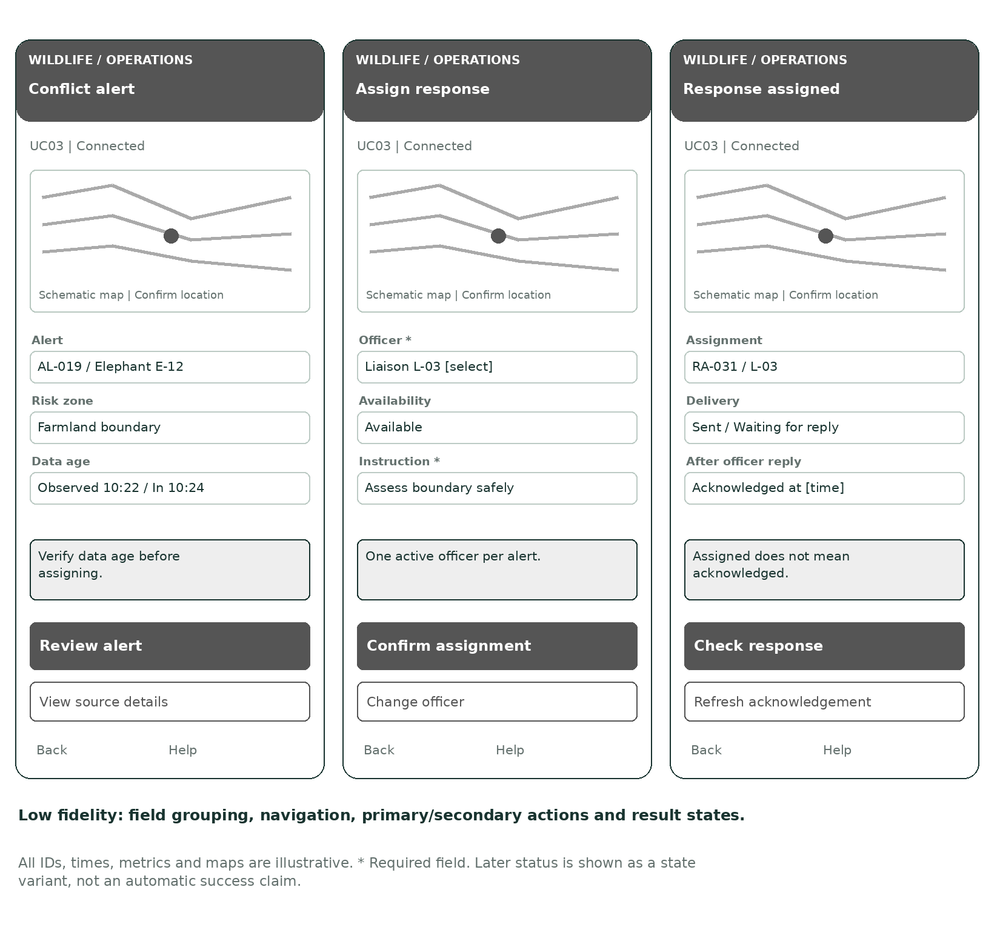 WILDLIFE / OPERATIONS
Conflict alert
UC03 | Connected
Schematic map | Confirm location
Alert
AL-019 / Elephant E-12
Risk zone
Farmland boundary
Data age
Observed 10:22 / In 10:24
Verify data age before
assigning.
Review alert
View source details
Back
Help
WILDLIFE / OPERATIONS
Assign response
UC03 | Connected
Schematic map | Confirm location
Officer *
Liaison L-03 [select]
Availability
Available
Instruction *
Assess boundary safely
One active officer per alert.
Confirm assignment
Change officer
Back
Help
WILDLIFE / OPERATIONS
Response assigned
UC03 | Connected
Schematic map | Confirm location
Assignment
RA-031 / L-03
Delivery
Sent / Waiting for reply
After officer reply
Acknowledged at [time]
Assigned does not mean
acknowledged.
Check response
Refresh acknowledgement
Back
Help
Low fidelity: field grouping, navigation, primary/secondary actions and result states.
All IDs, times, metrics and maps are illustrative. * Required field. Later status is shown as a state
variant, not an automatic success claim.